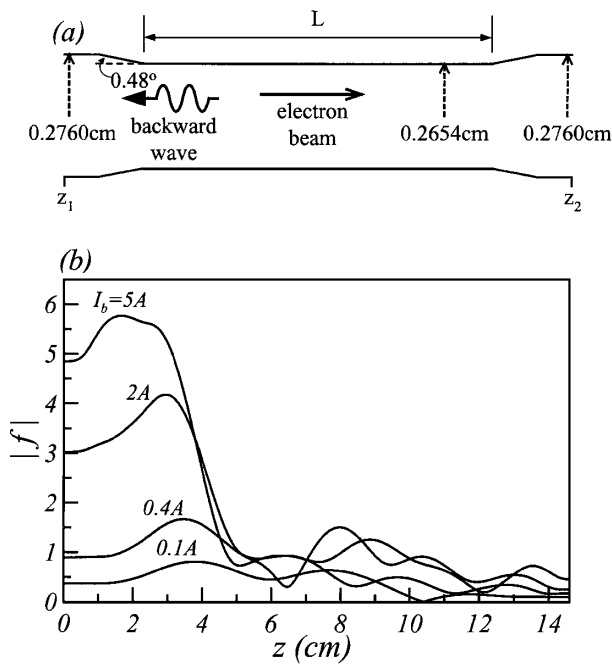 (a)
L
0.48°
backward
wave
electron
beam
0.2760cm
0.2654cm
0.2760cm
z1
z2
(b)
6
5
4
3
2
1
0
|f|
Ib=5A
2A
0.4A
0.1A
0 2 4 6 8 10 12 14
z (cm)